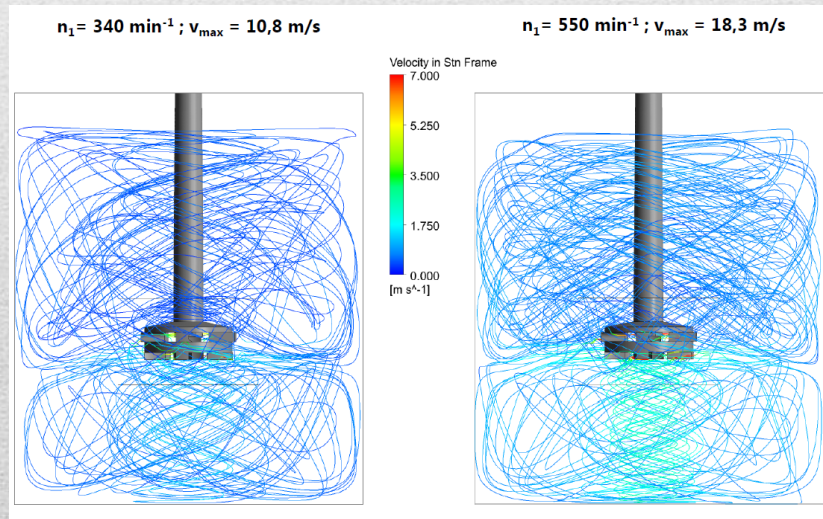 n₁= 340 min⁻¹ ; vₘₐₓ = 10,8 m/s
n₁= 550 min⁻¹ ; vₘₐₓ = 18,3 m/s
Velocity in Stn Frame
7.000
5.250
3.500
1.750
0.000
[m s^-1]